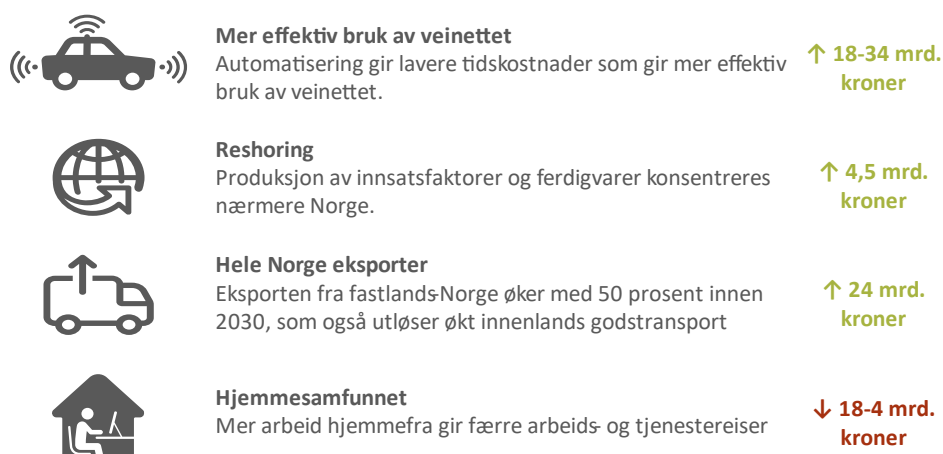 Mer effektiv bruk av veinettet
Automatisering gir lavere tidskostnader som gir mer effektiv
bruk av veinettet.
↑ 18-34 mrd.
kroner
Reshoring
Produksjon av innsatsfaktorer og ferdigvarer konsentreres
nærmere Norge.
↑ 4,5 mrd.
kroner
Hele Norge eksporter
Eksporten fra fastlands-Norge øker med 50 prosent innen
2030, som også utløser økt innenlands godstransport
↑ 24 mrd.
kroner
Hjemmesamfunnet
Mer arbeid hjemmefra gir færre arbeids- og tjenestereiser
↓ 18-4 mrd.
kroner